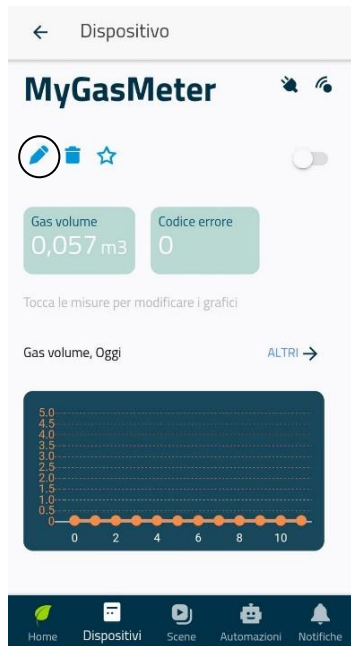 Dispositivo
MyGasMeter
Gas volume
0,057 m3
Codice errore
0
Tocca le misure per modificare i grafici
Gas volume, Oggi
ALTRI
5.0
4.5
4.0
3.5
3.0
2.5
2.0
1.5
1.0
0.5
0
0 2 4 6 8 10
Home Dispositivi Scene Automazioni Notifiche